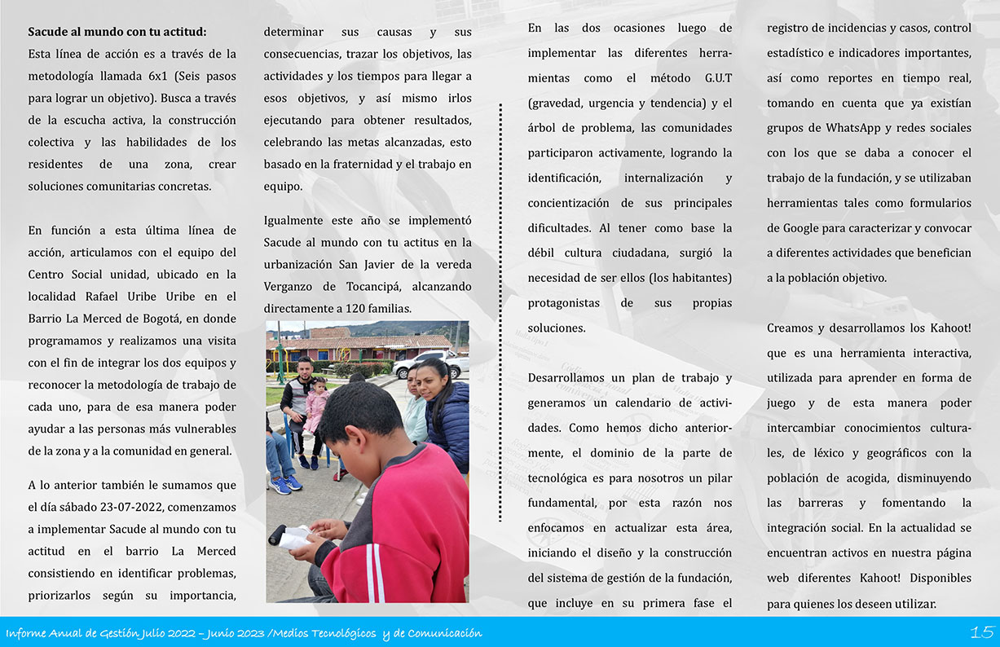 Sacude al mundo con tu actitud:
Esta línea de acción es a través de la
metodología llamada 6x1 (Seis pasos
para lograr un objetivo). Busca a través
de la escucha activa, la construcción
colectiva y las habilidades de los
residentes de una zona, crear
soluciones comunitarias concretas.
En función a esta última línea de
acción, articulamos con el equipo del
Centro Social unidad, ubicado en la
localidad Rafael Uribe Uribe en el
Barrio La Merced de Bogotá, en donde
programamos y realizamos una visita
con el fin de integrar los dos equipos y
reconocer la metodología de trabajo de
cada uno, para de esa manera poder
ayudar a las personas más vulnerables
de la zona y a la comunidad en general.
A lo anterior también le sumamos que
el día sábado 23-07-2022, comenzamos
a implementar Sacude al mundo con tu
actitud en el barrio La Merced
consistiendo en identificar problemas,
priorizarlos según su importancia,
determinar sus causas y sus
consecuencias, trazar los objetivos, las
actividades y los tiempos para llegar a
esos objetivos, y así mismo irlos
ejecutando para obtener resultados,
celebrando las metas alcanzadas, esto
basado en la fraternidad y el trabajo en
equipo.
Igualmente este año se implementó
Sacude al mundo con tu actitus en la
urbanización San Javier de la vereda
Verganzo de Tocancipá, alcanzando
directamente a 120 familias.
En las dos ocasiones luego de
implementar las diferentes herra-
mientas como el método G.U.T
(gravedad, urgencia y tendencia) y el
árbol de problema, las comunidades
participaron activamente, logrando la
identificación, internalización y
concientización de sus principales
dificultades. Al tener como base la
débil cultura ciudadana, surgió la
necesidad de ser ellos (los habitantes)
protagonistas de sus propias
soluciones.
Desarrollamos un plan de trabajo y
generamos un calendario de activi-
dades. Como hemos dicho anterior-
mente, el dominio de la parte de
tecnológica es para nosotros un pilar
fundamental, por esta razón nos
enfocamos en actualizar esta área,
iniciando el diseño y la construcción
del sistema de gestión de la fundación,
que incluye en su primera fase el
registro de incidencias y casos, control
estadístico e indicadores importantes,
así como reportes en tiempo real,
tomando en cuenta que ya existían
grupos de WhatsApp y redes sociales
con los que se daba a conocer el
trabajo de la fundación, y se utilizaban
herramientas tales como formularios
de Google para caracterizar y convocar
a diferentes actividades que benefician
a la población objetivo.
Creamos y desarrollamos los Kahoot!
que es una herramienta interactiva,
utilizada para aprender en forma de
juego y de esta manera poder
intercambiar conocimientos cultura-
les, de léxico y geográficos con la
población de acogida, disminuyendo
las barreras y fomentando la
integración social. En la actualidad se
encuentran activos en nuestra página
web diferentes Kahoot! Disponibles
para quienes los deseen utilizar.
Informe Anual de Gestión Julio 2022 – Junio 2023 /Medios Tecnológicos y de Comunicación
15